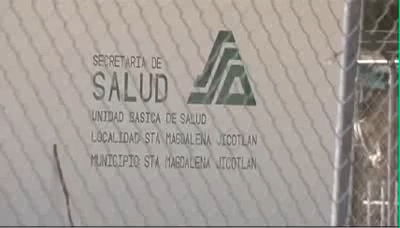 SECRETARIA DE
SALUD
UNIDAD BASICA DE SALUD
LOCALIDAD STA MAGDALENA JICOTLAN
MUNICIPIO STA MAGDALENA JICOTLAN